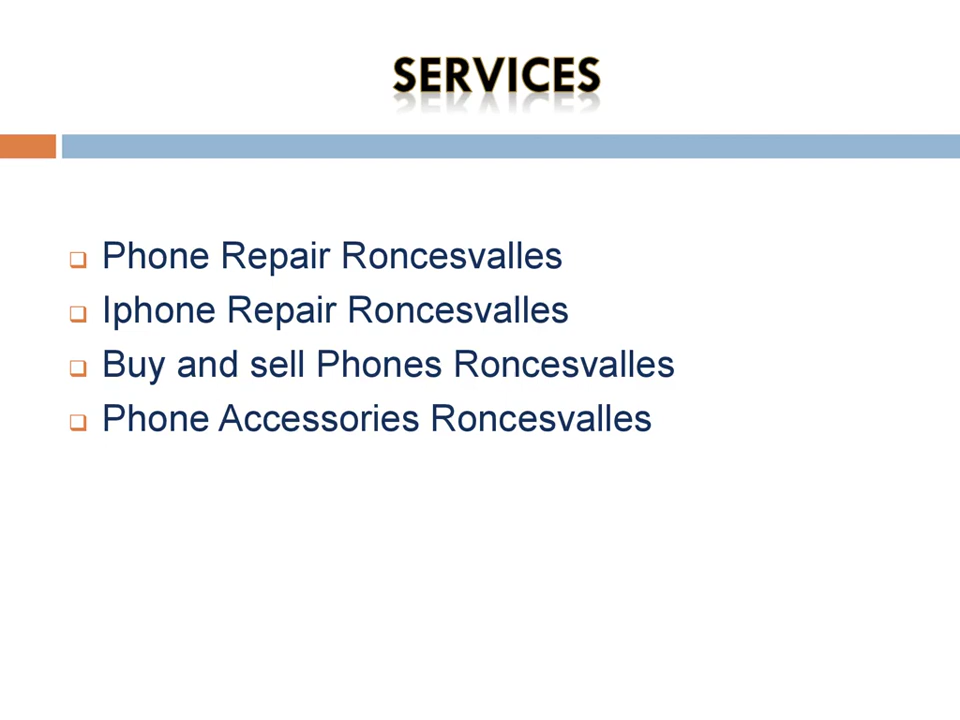 SERVICES
Phone Repair Roncesvalles
Iphone Repair Roncesvalles
Buy and sell Phones Roncesvalles
Phone Accessories Roncesvalles